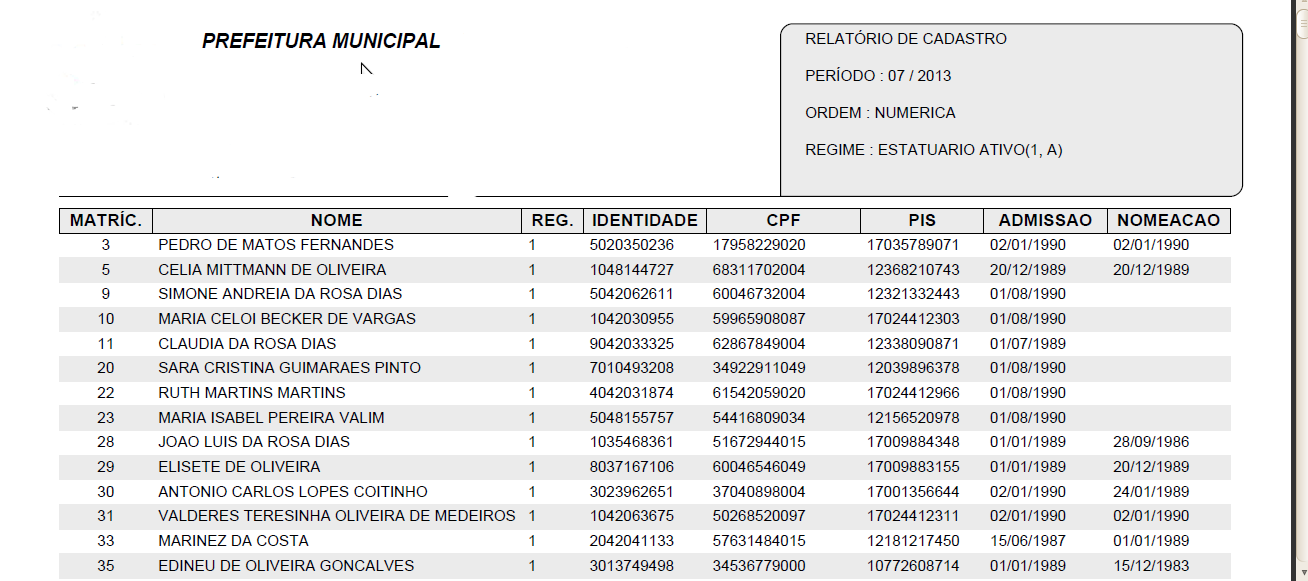 PREFEITURA MUNICIPAL
RELATÓRIO DE CADASTRO
PERÍODO : 07 / 2013
ORDEM : NUMERICA
REGIME : ESTATUARIO ATIVO(1, A)
MATRÍC. NOME REG. IDENTIDADE CPF PIS ADMISSAO NOMEACAO
3 PEDRO DE MATOS FERNANDES 1 5020350236 17958229020 17035789071 02/01/1990 02/01/1990
5 CELIA MITTMANN DE OLIVEIRA 1 1048144727 68311702004 12368210743 20/12/1989 20/12/1989
9 SIMONE ANDREIA DA ROSA DIAS 1 5042062611 60046732004 12321332443 01/08/1990
10 MARIA CELOI BECKER DE VARGAS 1 1042030955 59965908087 17024412303 01/08/1990
11 CLAUDIA DA ROSA DIAS 1 9042033325 62867849004 12338090871 01/07/1989
20 SARA CRISTINA GUIMARAES PINTO 1 7010493208 34922911049 12039896378 01/08/1990
22 RUTH MARTINS MARTINS 1 4042031874 61542059020 17024412966 01/08/1990
23 MARIA ISABEL PEREIRA VALIM 1 5048155757 54416809034 12156520978 01/08/1990
28 JOAO LUIS DA ROSA DIAS 1 1035468361 51672944015 17009884348 01/01/1989 28/09/1986
29 ELISETE DE OLIVEIRA 1 8037167106 60046546049 17009883155 01/01/1989 20/12/1989
30 ANTONIO CARLOS LOPES COITINHO 1 3023962651 37040898004 17001356644 02/01/1990 24/01/1989
31 VALDERES TERESINHA OLIVEIRA DE MEDEIROS 1 1042063675 50268520097 17024412311 02/01/1990 02/01/1990
33 MARINEZ DA COSTA 1 2042041133 57631484015 12181217450 15/06/1987 01/01/1989
35 EDINEU DE OLIVEIRA GONCALVES 1 3013749498 34536779000 10772608714 01/01/1989 15/12/1983